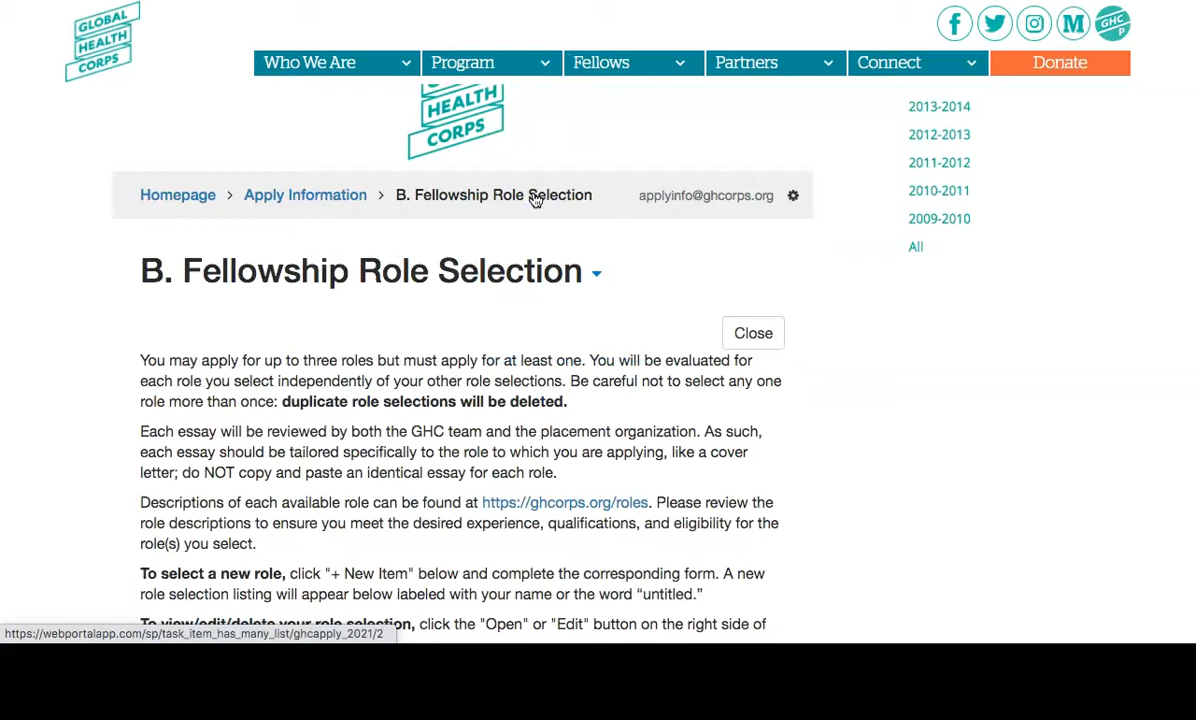 GLOBAL
HEALTH
CORPS
GHC
P
Who We Are
Program
Fellows
Partners
Connect
Donate
HEALTH
CORPS
2013-2014
2012-2013
2011-2012
2010-2011
2009-2010
All
Homepage > Apply Information > B. Fellowship Role Selection
applyinfo@ghcorps.org
B. Fellowship Role Selection
Close
You may apply for up to three roles but must apply for at least one. You will be evaluated for
each role you select independently of your other role selections. Be careful not to select any one
role more than once: duplicate role selections will be deleted.
Each essay will be reviewed by both the GHC team and the placement organization. As such,
each essay should be tailored specifically to the role to which you are applying, like a cover
letter; do NOT copy and paste an identical essay for each role.
Descriptions of each available role can be found at https://ghcorps.org/roles. Please review the
role descriptions to ensure you meet the desired experience, qualifications, and eligibility for the
role(s) you select.
To select a new role, click "+ New Item" below and complete the corresponding form. A new
role selection listing will appear below labeled with your name or the word “untitled.”
To view/edit/delete your role selection, click the "Open" or "Edit" button on the right side of
https://webportalapp.com/sp/task_item_has_many_list/ghcapply_2021/2